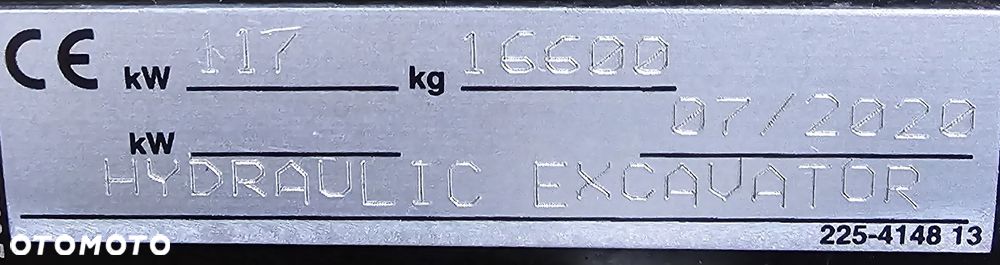 CE kW 117 kg 16600
kW 07/2020
HYDRAULIC EXCAVATOR
225-4148 13
OTOMOTO